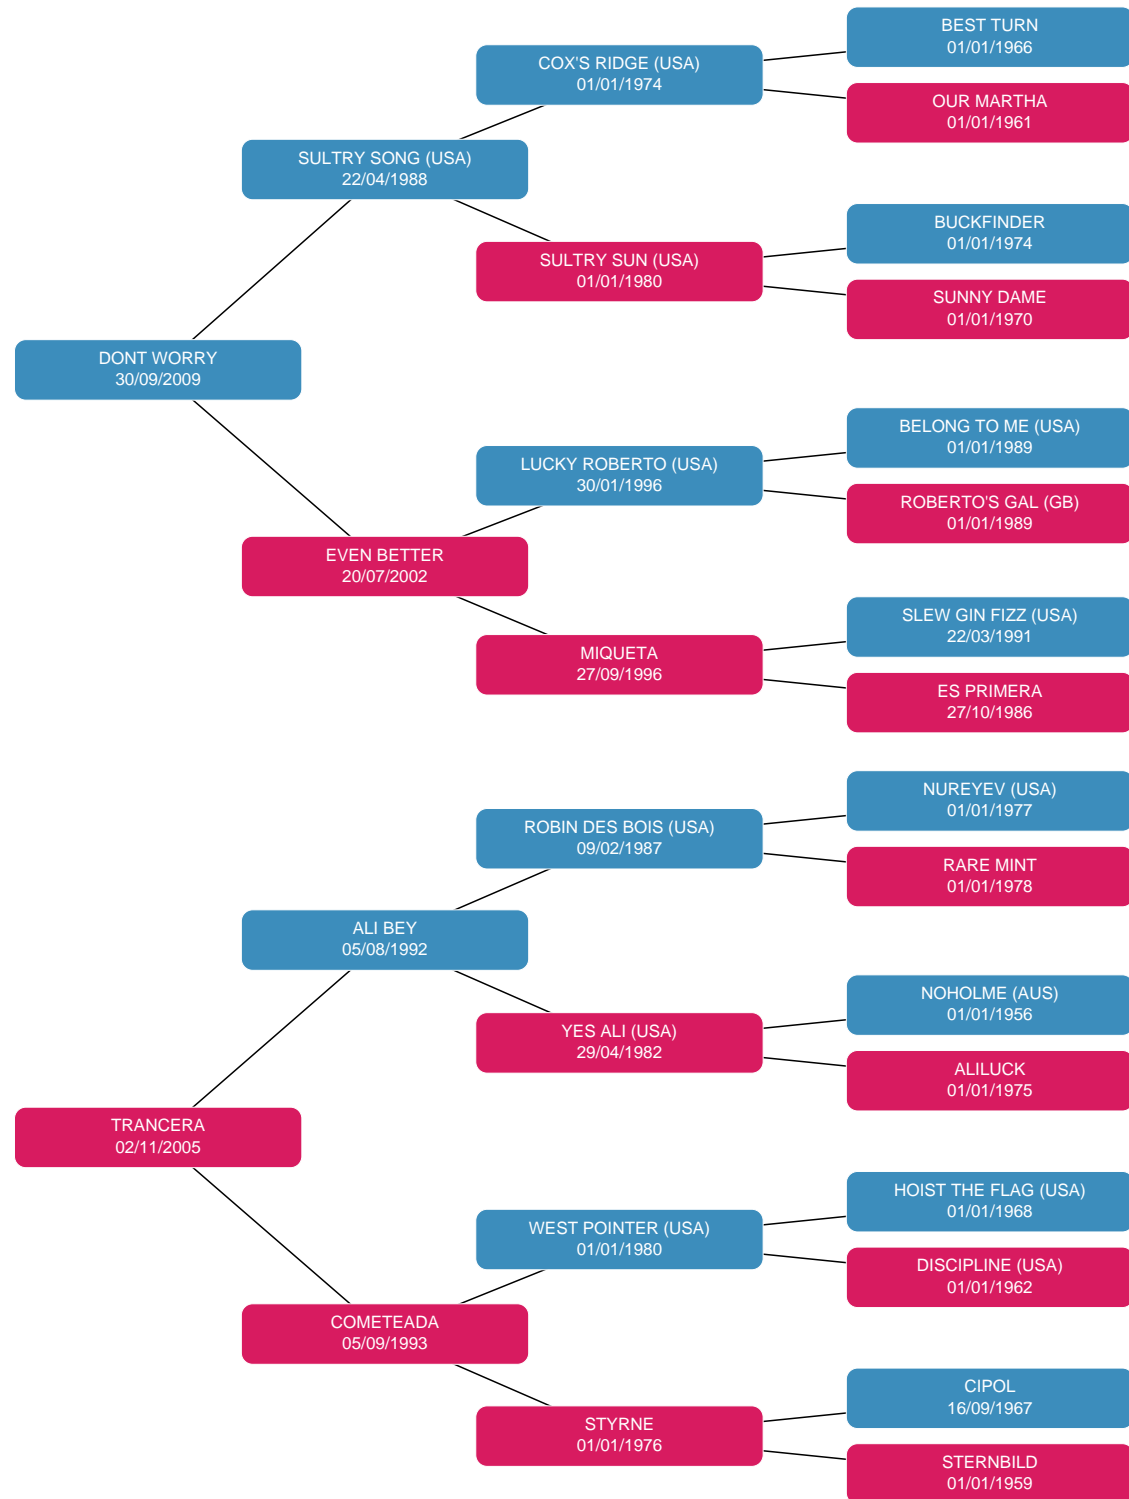 BEST TURN
01/01/1966
COX'S RIDGE (USA)
01/01/1974
OUR MARTHA
01/01/1961
SULTRY SONG (USA)
22/04/1988
BUCKFINDER
01/01/1974
SULTRY SUN (USA)
01/01/1980
SUNNY DAME
01/01/1970
DONT WORRY
30/09/2009
BELONG TO ME (USA)
01/01/1989
LUCKY ROBERTO (USA)
30/01/1996
ROBERTO'S GAL (GB)
01/01/1989
EVEN BETTER
20/07/2002
SLEW GIN FIZZ (USA)
22/03/1991
MIQUETA
27/09/1996
ES PRIMERA
27/10/1986
NUREYEV (USA)
01/01/1977
ROBIN DES BOIS (USA)
09/02/1987
RARE MINT
01/01/1978
ALI BEY
05/08/1992
NOHOLME (AUS)
01/01/1956
YES ALI (USA)
29/04/1982
ALILUCK
01/01/1975
TRANCERA
02/11/2005
HOIST THE FLAG (USA)
01/01/1968
WEST POINTER (USA)
01/01/1980
DISCIPLINE (USA)
01/01/1962
COMETEADA
05/09/1993
CIPOL
16/09/1967
STYRNE
01/01/1976
STERNBILD
01/01/1959